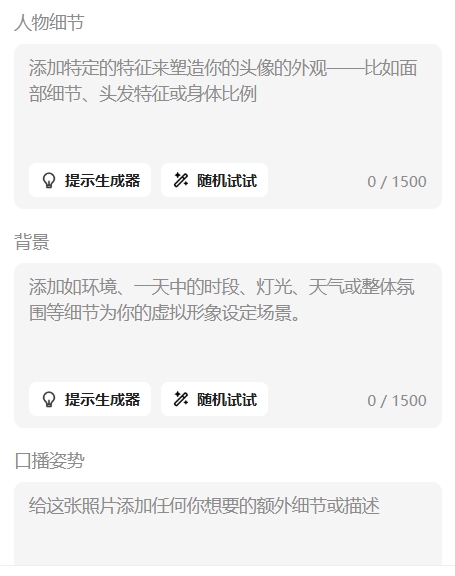 人物细节
添加特定的特征来塑造你的头像的外观——比如面
部细节、头发特征或身体比例
提示生成器 随机试试 0 / 1500
背景
添加如环境、一天中的时段、灯光、天气或整体氛
围等细节为你的虚拟形象设定场景。
提示生成器 随机试试 0 / 1500
口播姿势
给这张照片添加任何你想要的额外细节或描述